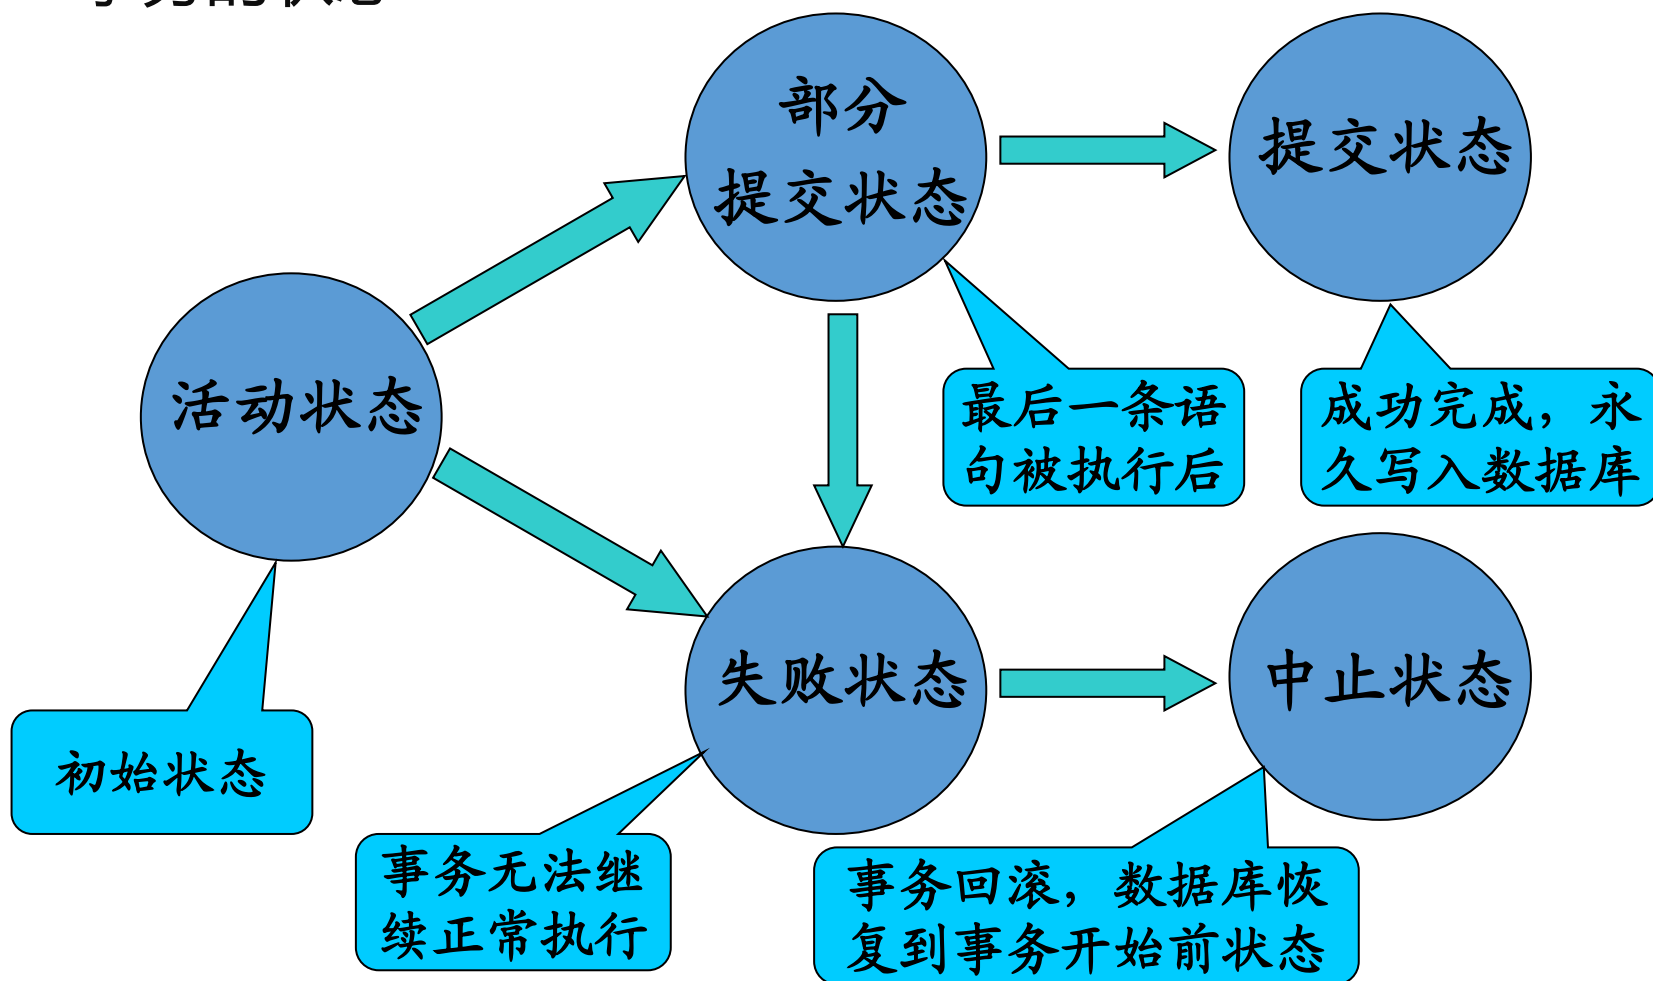 部分
提交状态
提交状态
活动状态
最后一条语
句被执行后
成功完成，永
久写入数据库
失败状态
中止状态
初始状态
事务无法继
续正常执行
事务回滚，数据库恢
复到事务开始前状态